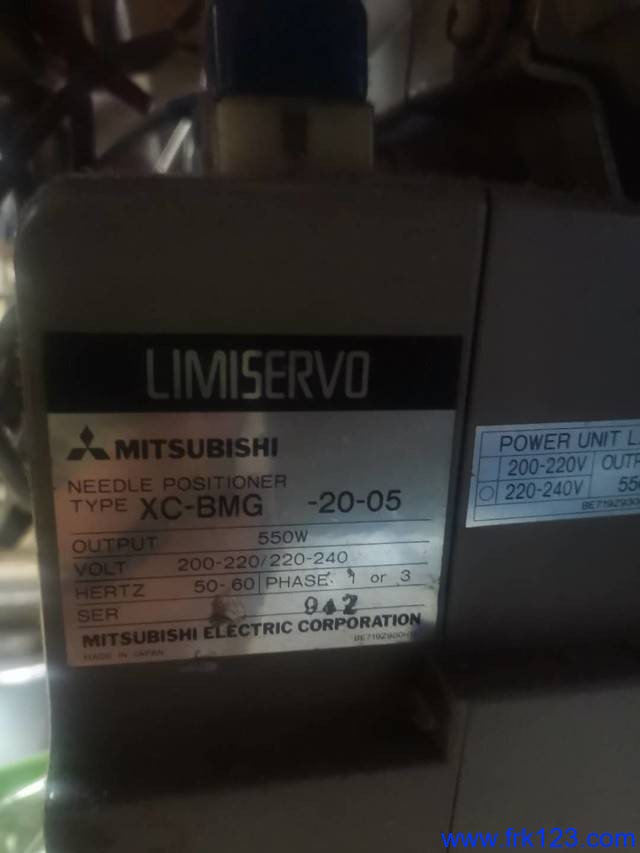 LIMISERVO
MITSUBISHI
NEEDLE POSITIONER
TYPE XC-BMG -20-05
OUTPUT 550W
VOLT 200-220/220-240
HERTZ 50-60 PHASE 1 or 3
SER 942
MITSUBISHI ELECTRIC CORPORATION
MADE IN JAPAN
POWER UNIT
200-220V
220-240V
www.frk123.com